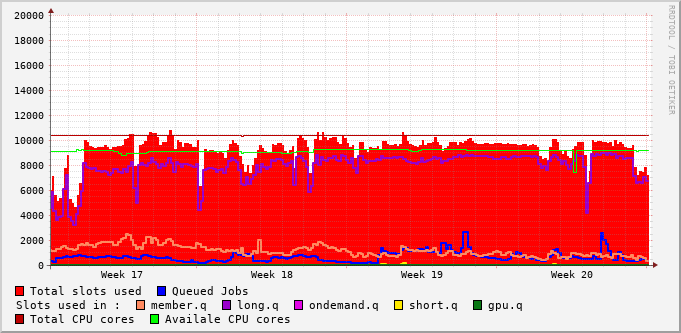 20000
18000
16000
14000
12000
10000
8000
6000
4000
2000
0
Week 17 Week 18 Week 19 Week 20
Total slots used Queued Jobs
Slots used in : member.q long.q ondemand.q short.q gpu.q
Total CPU cores Availale CPU cores
RRDTOOL / TOBI OETIKER